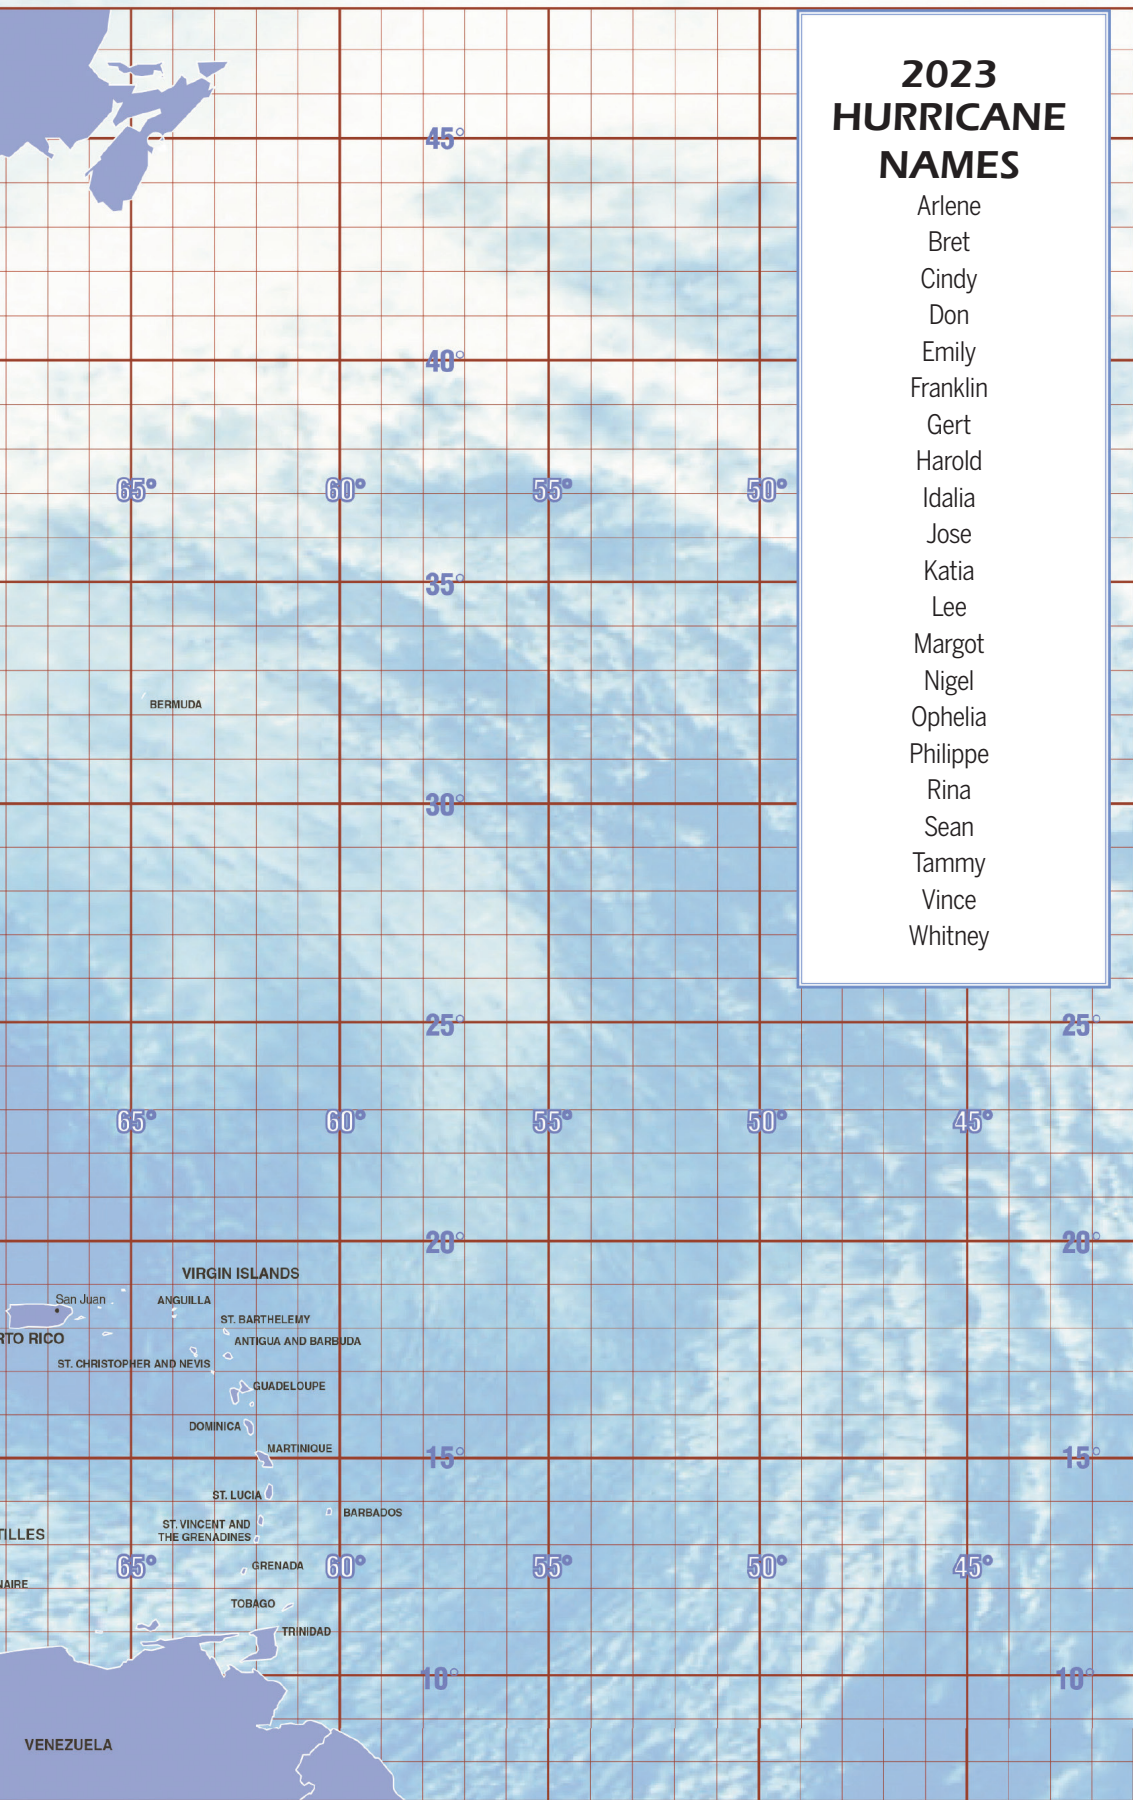 2023
HURRICANE
NAMES
Arlene
Bret
Cindy
Don
Emily
Franklin
Gert
Harold
Idalia
Jose
Katia
Lee
Margot
Nigel
Ophelia
Philippe
Rina
Sean
Tammy
Vince
Whitney
45°
40°
65° 60° 55° 50°
35°
BERMUDA
30°
25° 25°
65° 60° 55° 50° 45°
20° 20°
VIRGIN ISLANDS
San Juan
ANGUILLA
ST. BARTHELEMY
RTO RICO
ANTIGUA AND BARBUDA
ST. CHRISTOPHER AND NEVIS
GUADELOUPE
DOMINICA
MARTINIQUE
15° 15°
ST. LUCIA
BARBADOS
ST. VINCENT AND
THE GRENADINES
TILLES
GRENADA
65° 60° 55° 50° 45°
NAIRE
TOBAGO
TRINIDAD
10° 10°
VENEZUELA